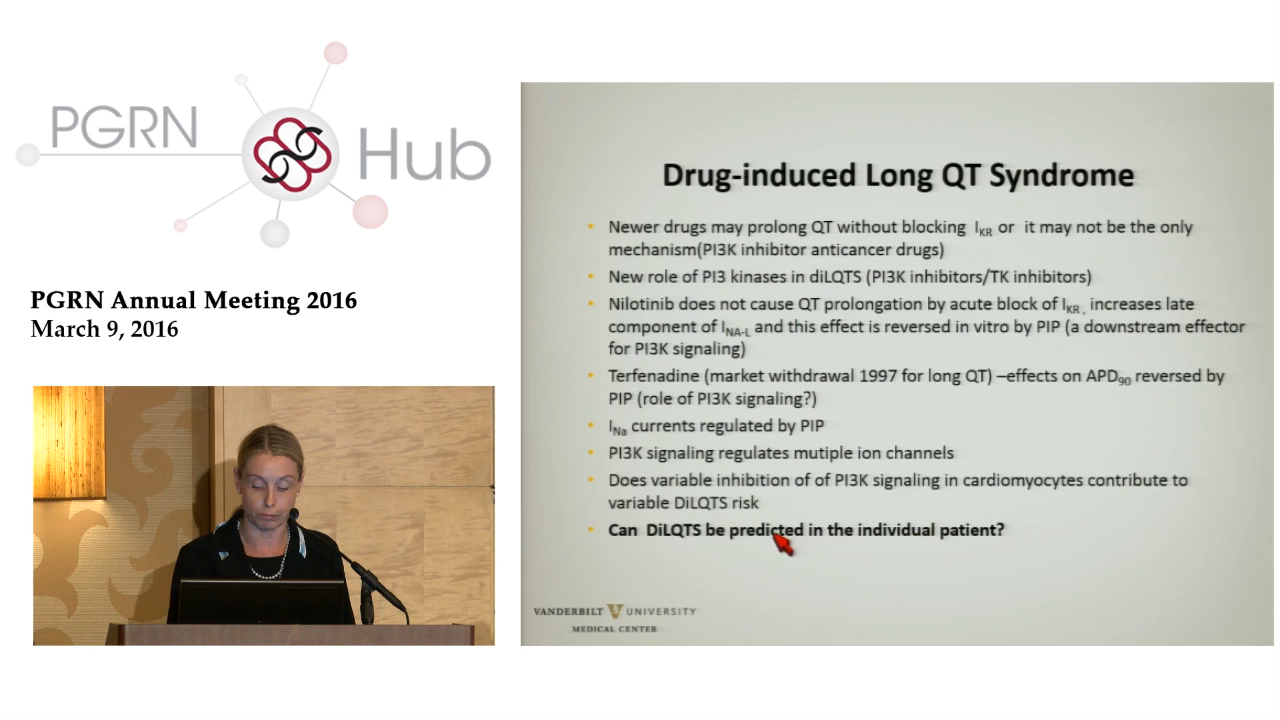 PGRN
Hub
PGRN Annual Meeting 2016
March 9, 2016
Drug-induced Long QT Syndrome
• Newer drugs may prolong QT without blocking IKR or it may not be the only
mechanism(PI3K inhibitor anticancer drugs)
• New role of PI3 kinases in diLQTS (PI3K inhibitors/TK inhibitors)
• Nilotinib does not cause QT prolongation by acute block of IKR , increases late
component of INA-L and this effect is reversed in vitro by PIP (a downstream effector
for PI3K signaling)
• Terfenadine (market withdrawal 1997 for long QT) –effects on APD90 reversed by
PIP (role of PI3K signaling?)
• INa currents regulated by PIP
• PI3K signaling regulates mutiple ion channels
• Does variable inhibition of of PI3K signaling in cardiomyocytes contribute to
variable DiLQTS risk
• Can DiLQTS be predicted in the individual patient?
VANDERBILT V UNIVERSITY
MEDICAL CENTER